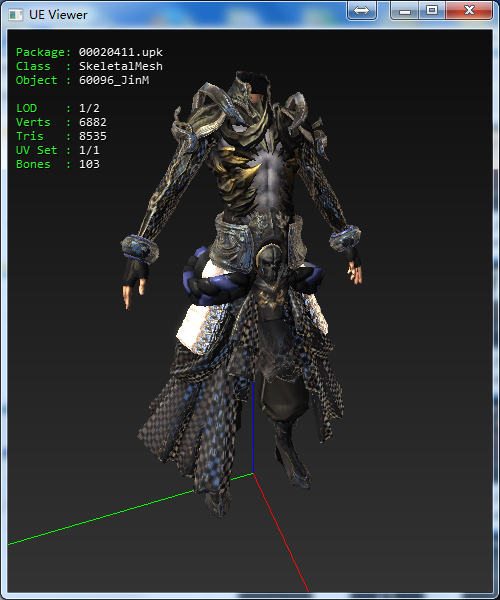 UE Viewer
Package: 00020411.upk
Class  : SkeletalMesh
Object : 60096_JinM
LOD    : 1/2
Verts  : 6882
Tris   : 8535
UV Set : 1/1
Bones  : 103